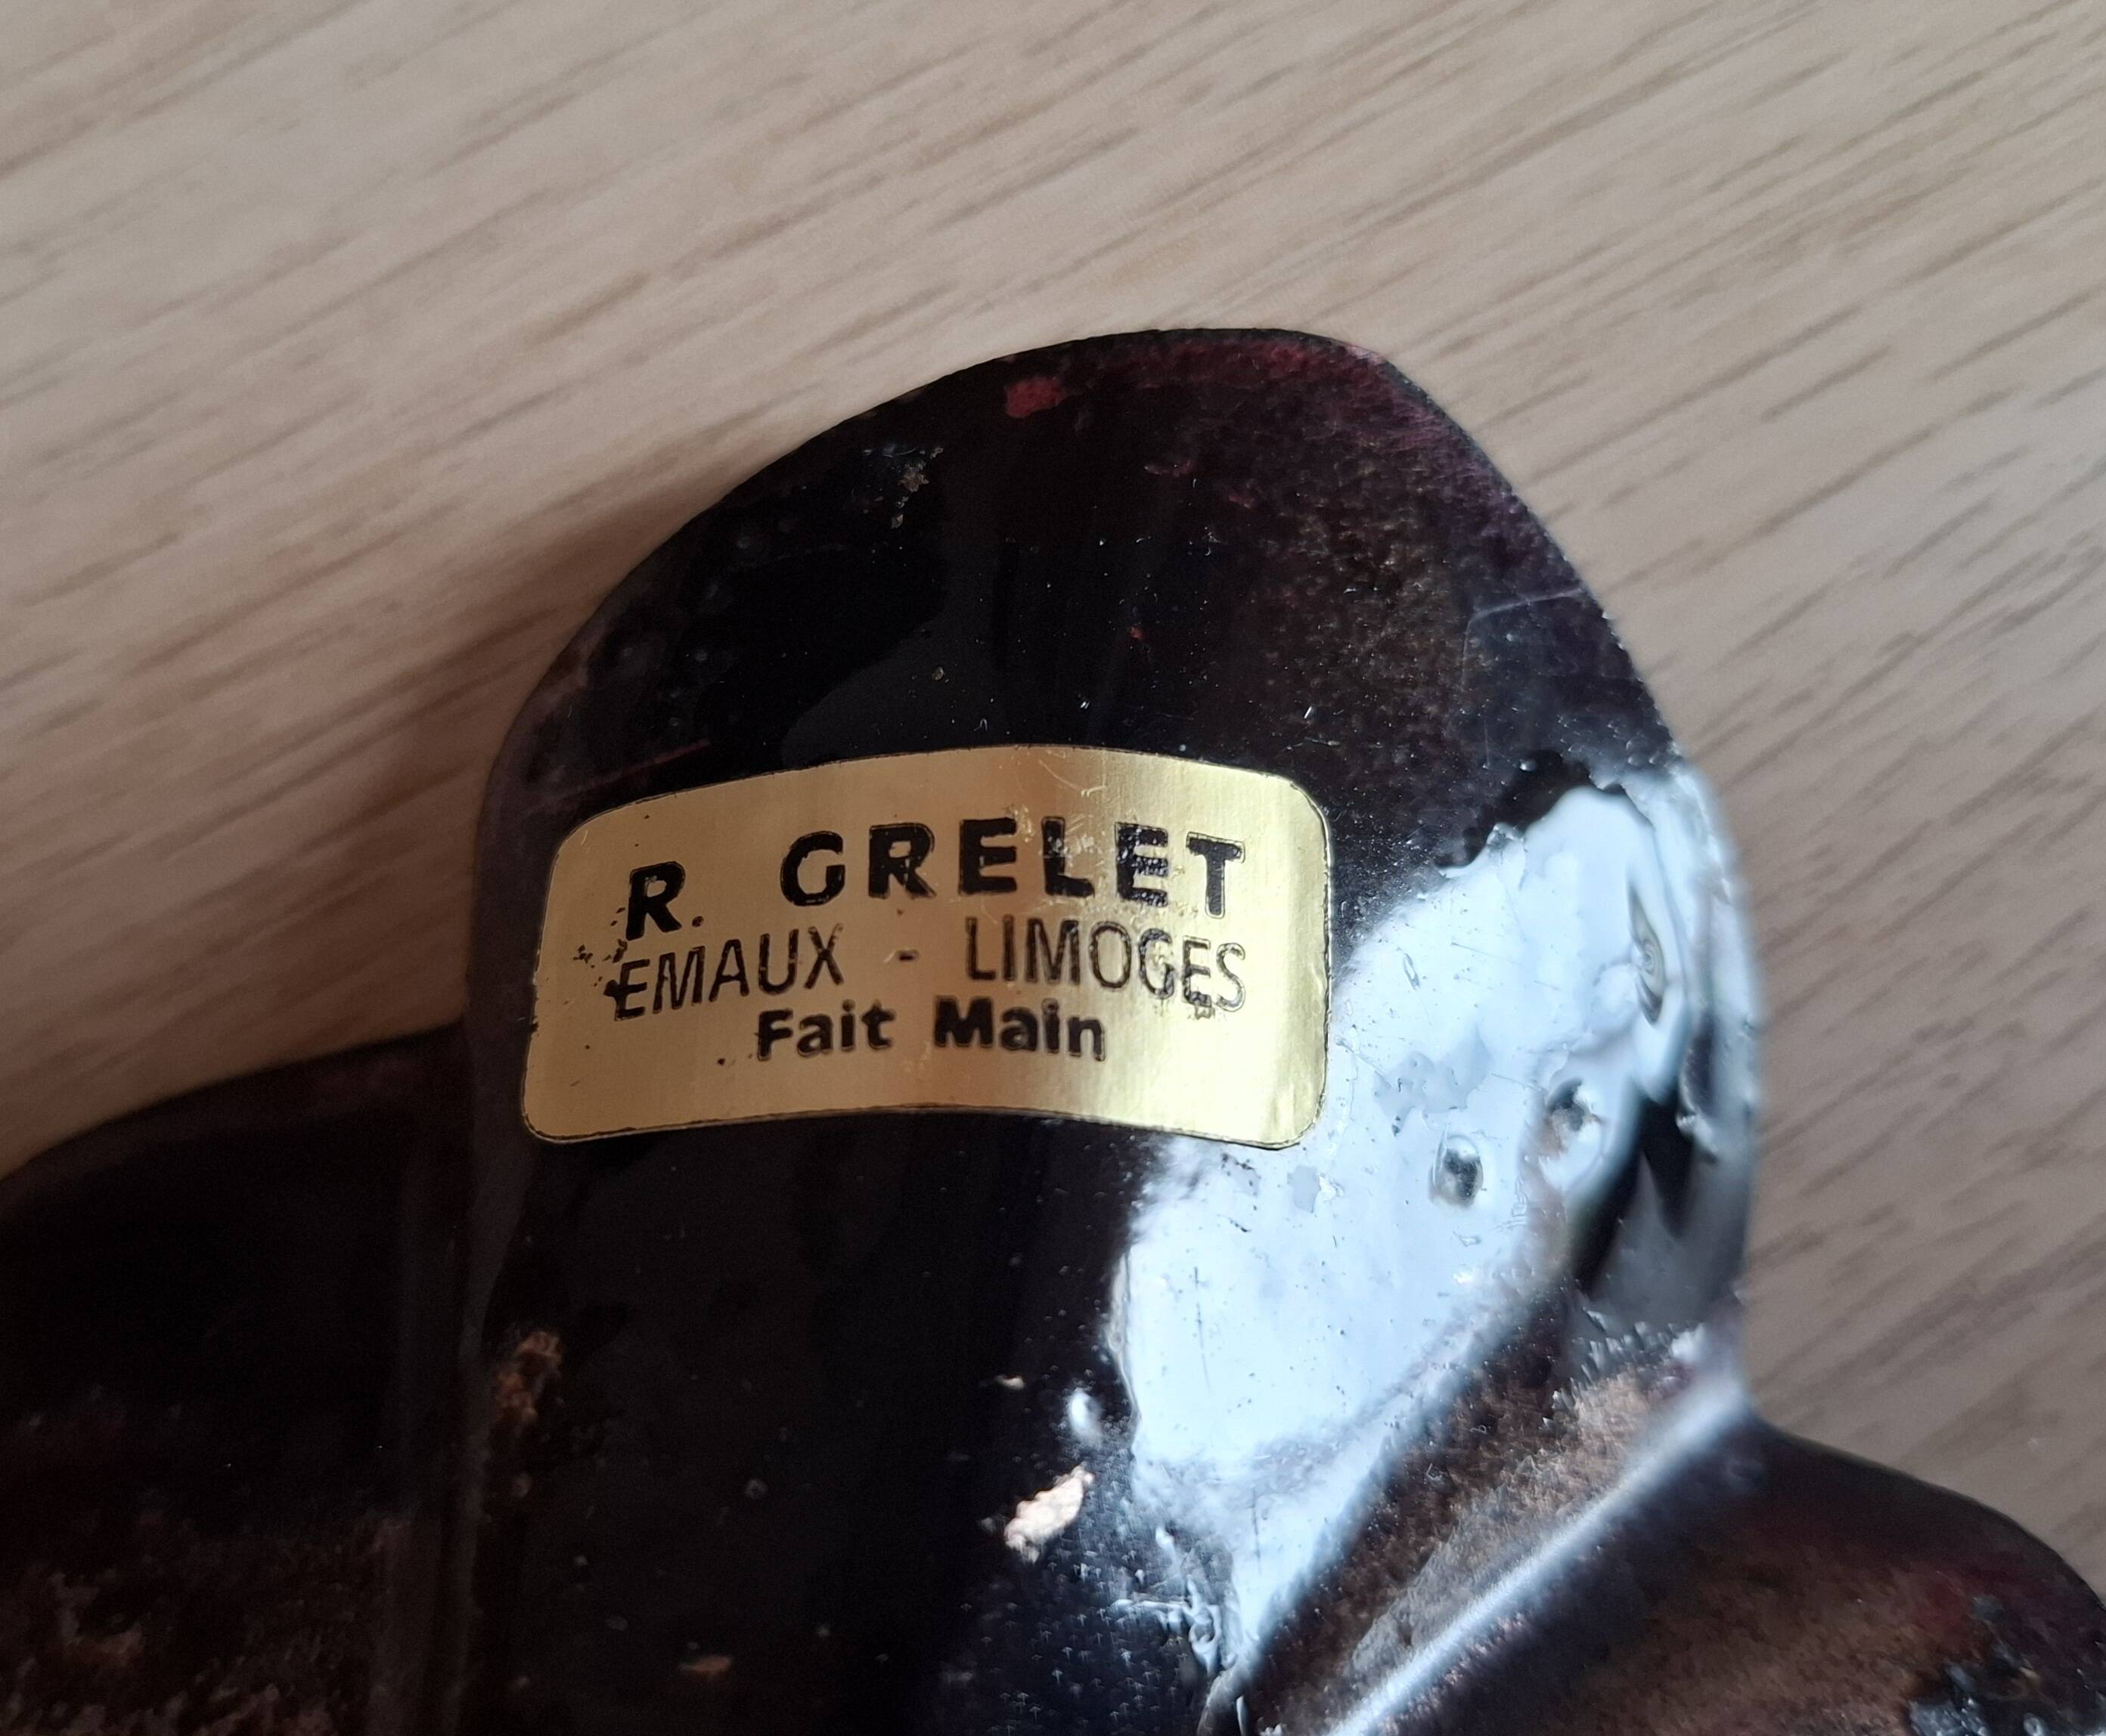 R. GRELET
EMAUX - LIMOGES
Fait Main